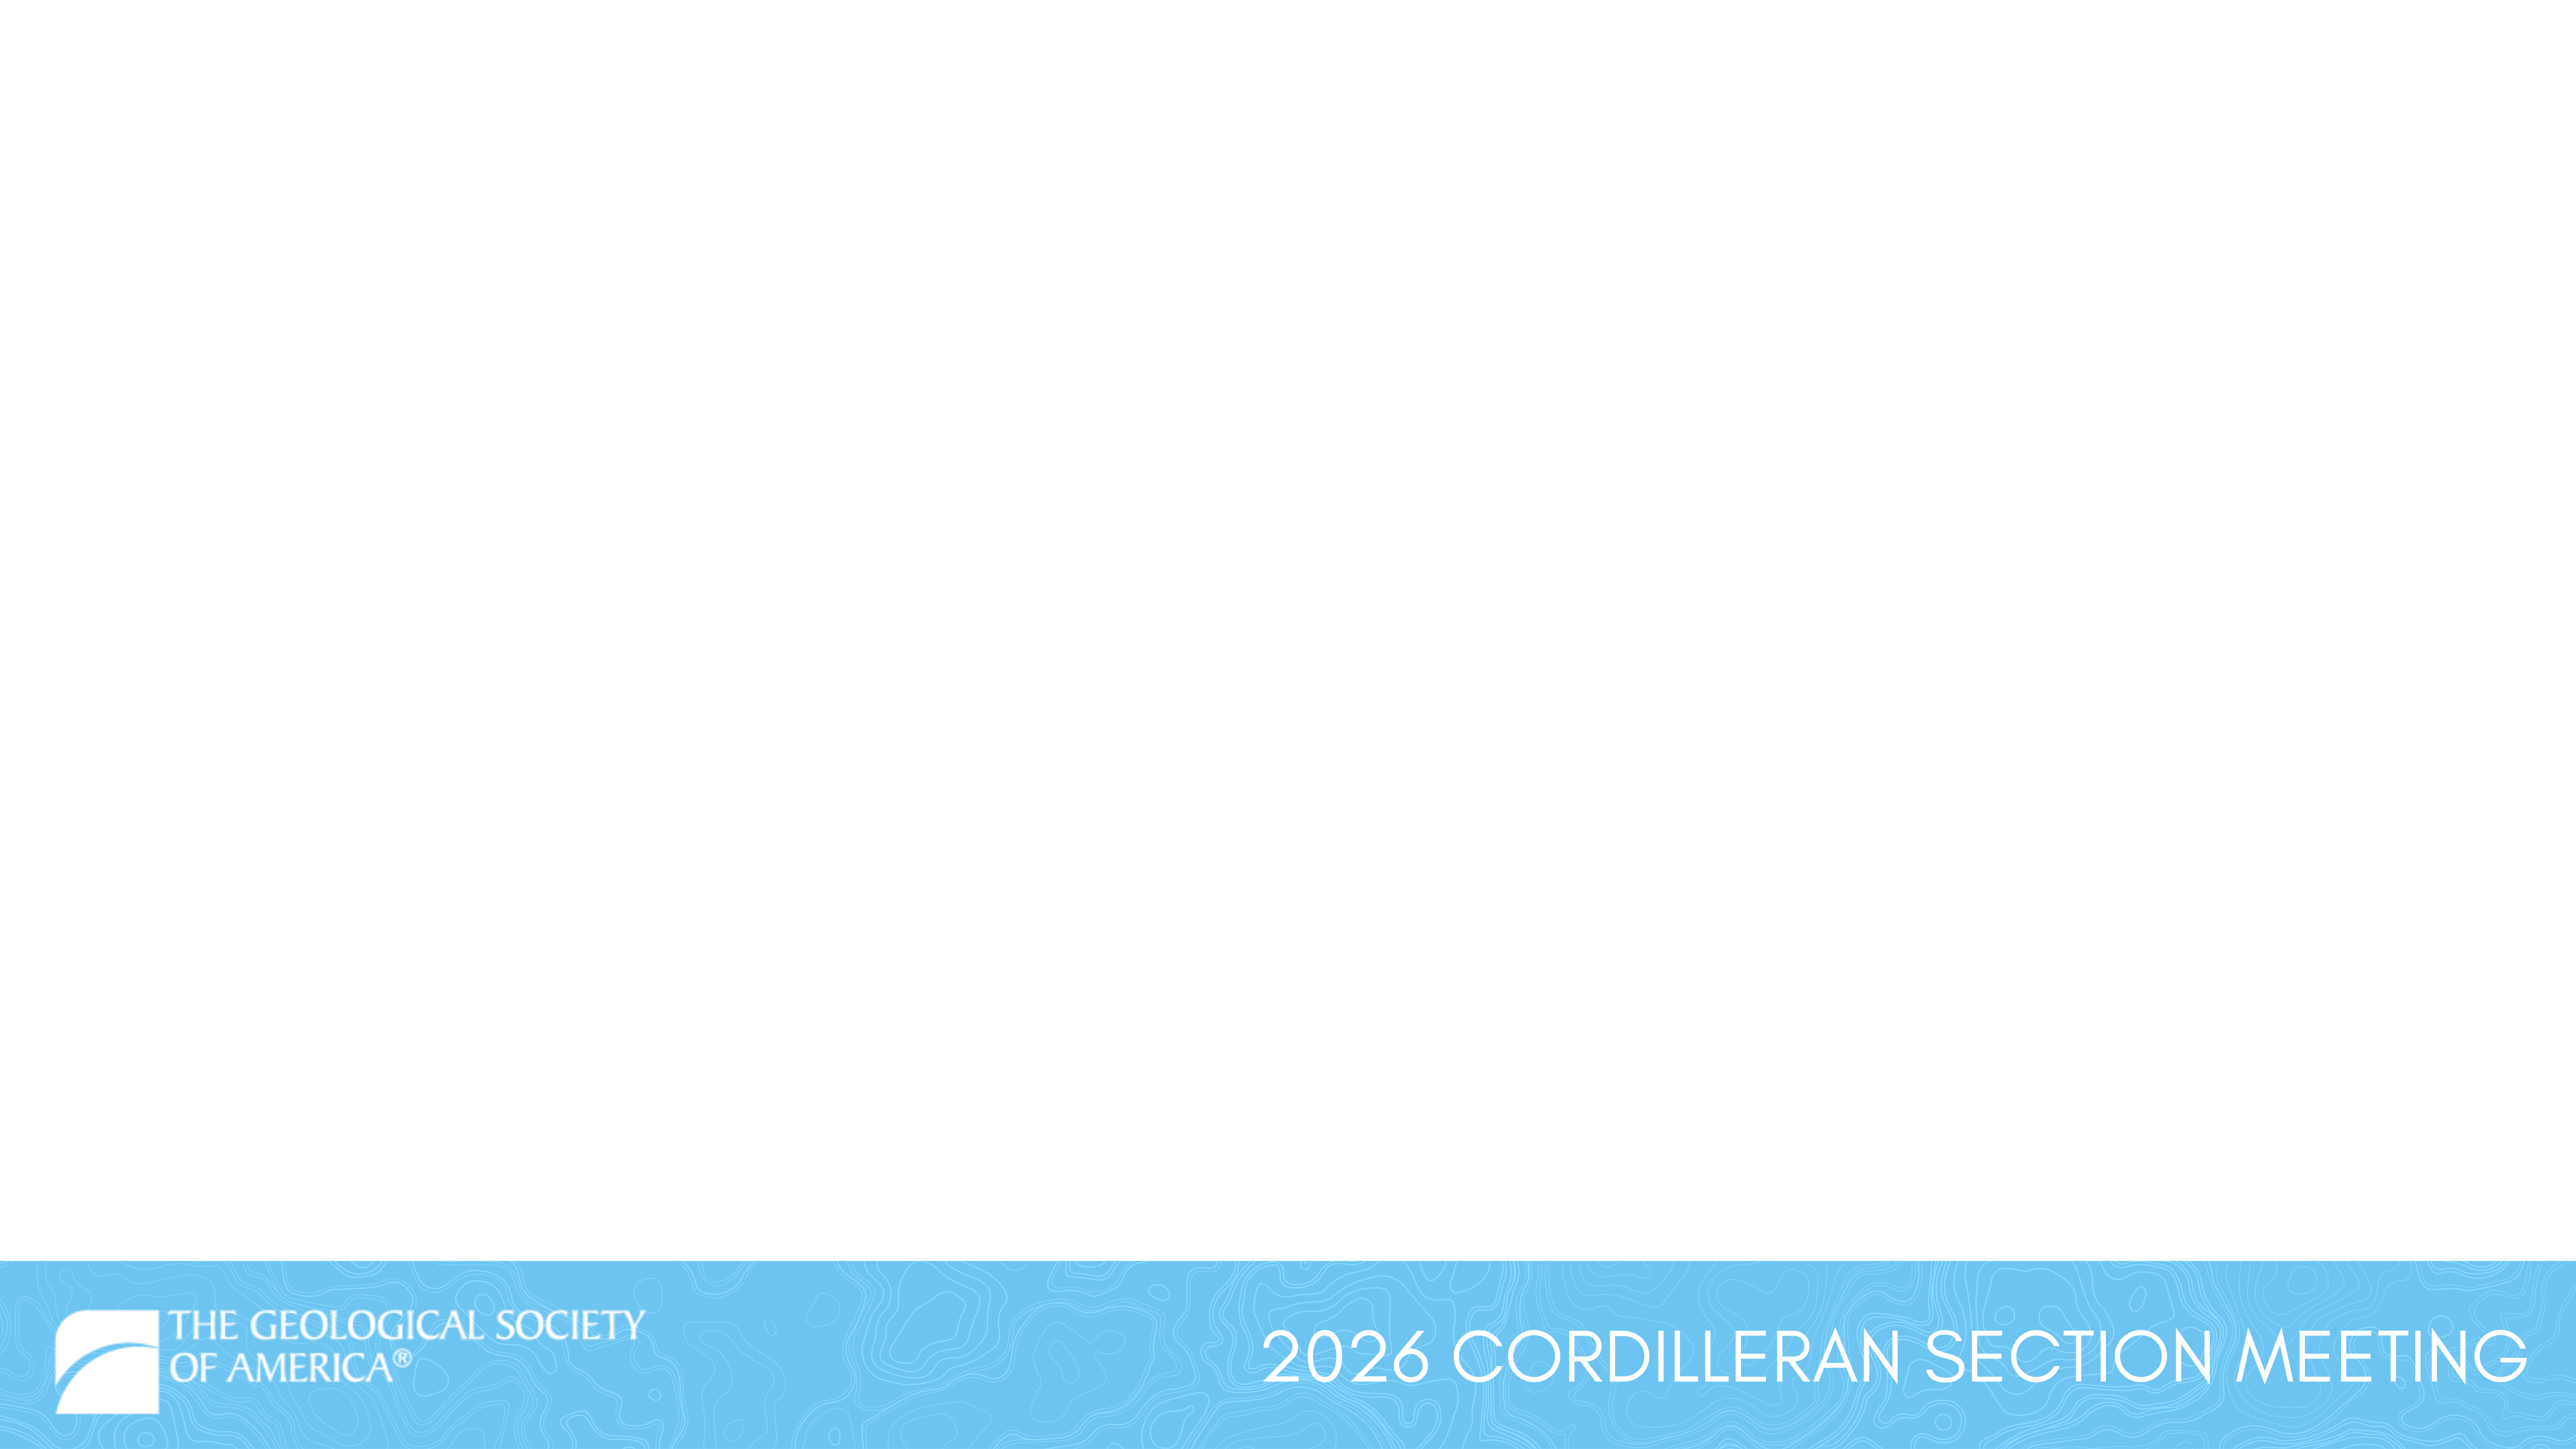 THE GEOLOGICAL SOCIETY
OF AMERICA®
2026 CORDILLERAN SECTION MEETING